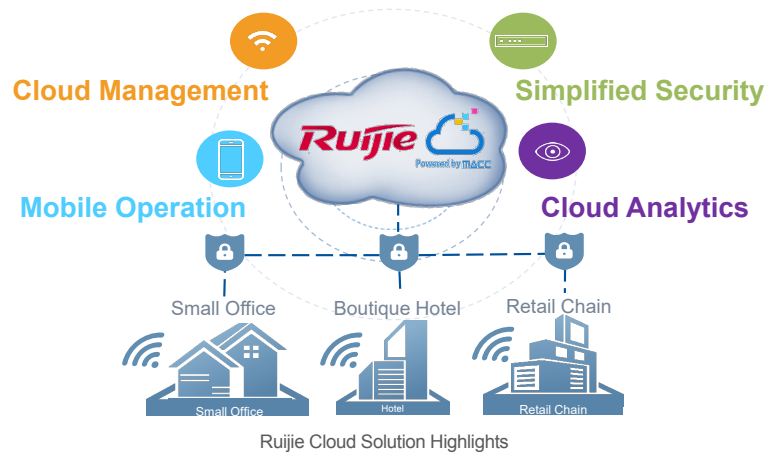 Cloud Management
Simplified Security
Ruijie
Powered by MACC
Mobile Operation
Cloud Analytics
Small Office
Boutique Hotel
Retail Chain
Small Office
Hotel
Retail Chain
Ruijie Cloud Solution Highlights